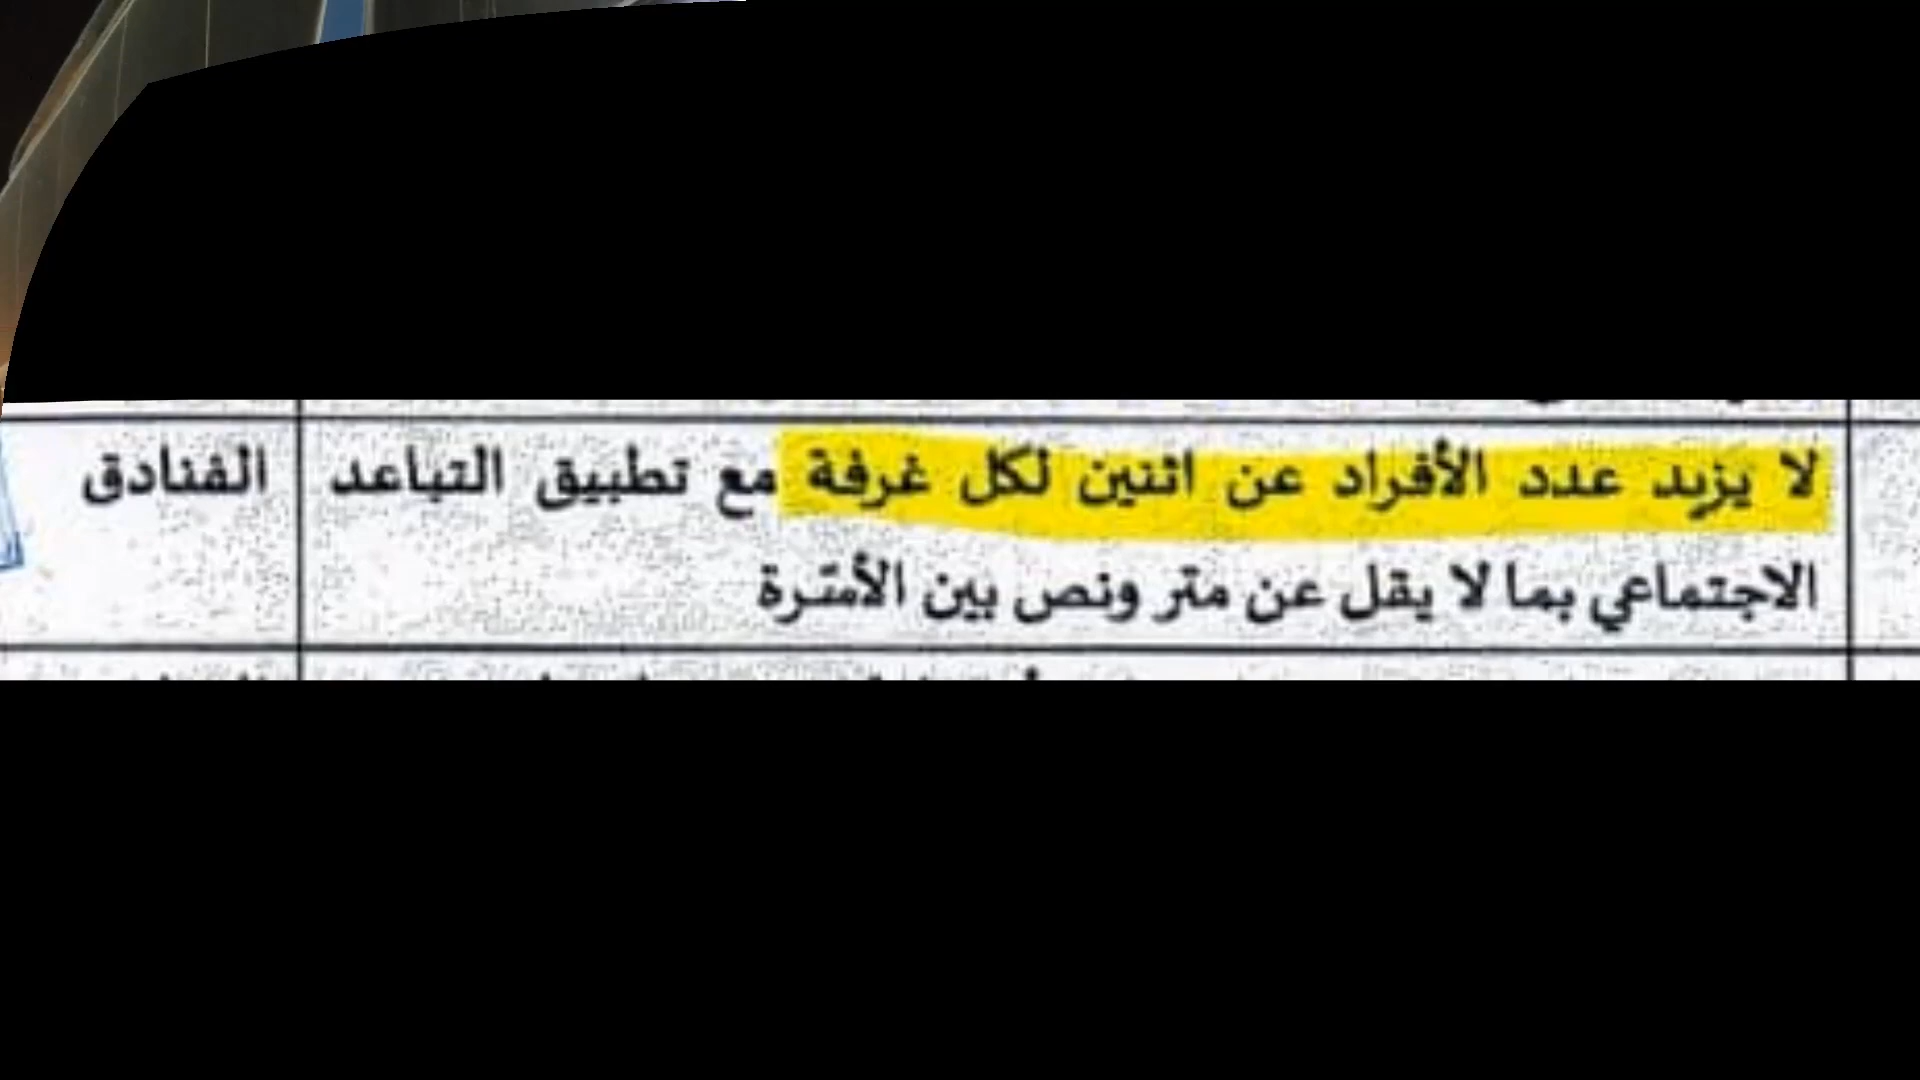 لا يزيد عدد الأفراد عن اثنين لكل غرفة مع تطبيق التباعد
الاجتماعي بما لا يقل عن متر ونص بين الأسّرة
الفنادق